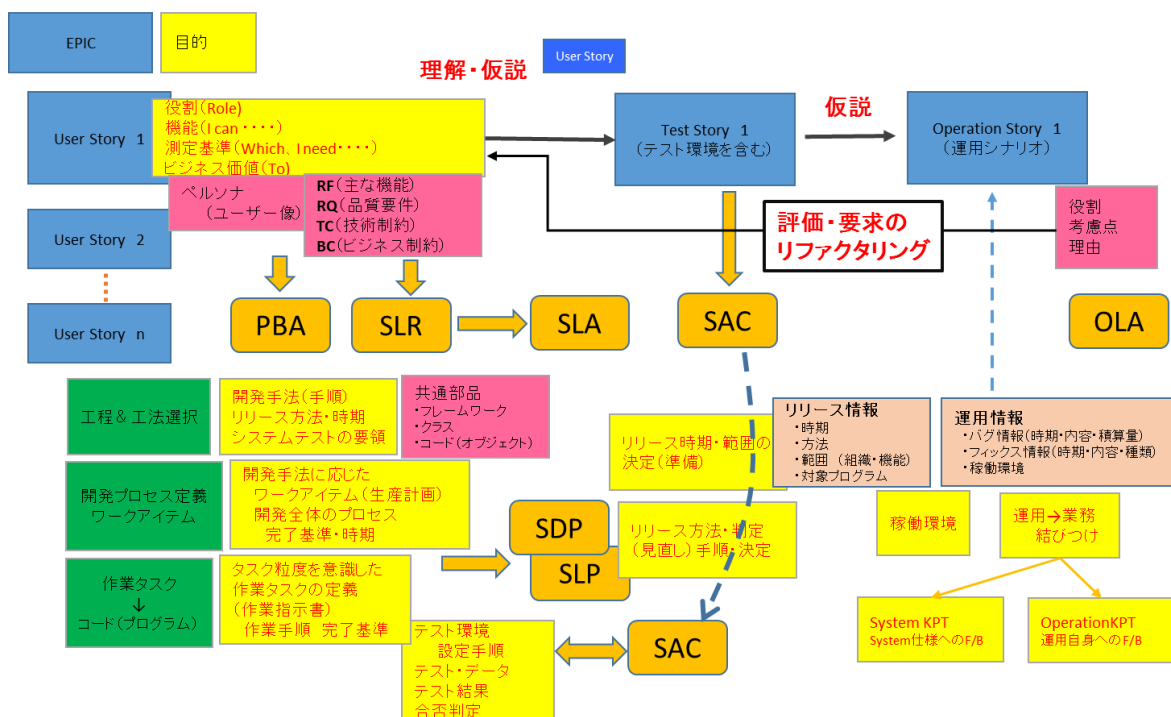 EPIC
目的
理解・仮説
User Story
User Story 1
役割(Role)
機能(I can ・・・・)
測定基準(Which、I need・・・・)
ビジネス価値(To)
Test Story 1
(テスト環境を含む)
仮説
Operation Story 1
(運用シナリオ)
ペルソナ
(ユーザー像)
RF(主な機能)
RQ(品質要件)
TC(技術制約)
BC(ビジネス制約)
評価・要求の
リファクタリング
役割
考慮点
理由
User Story 2
User Story n
PBA
SLR
SLA
SAC
OLA
工程&工法選択
開発手法(手順)
リリース方法・時期
システムテストの要領
共通部品
・フレームワーク
・クラス
・コード(オブジェクト)
リリース時期・範囲の
決定(準備)
リリース情報
・時期
・方法
・範囲 (組織・機能)
・対象プログラム
運用情報
・バグ情報(時期・内容・積算量)
・フィックス情報(時期・内容・種類)
・稼働環境
開発プロセス定義
ワークアイテム
開発手法に応じた
ワークアイテム(生産計画)
開発全体のプロセス
完了基準・時期
SDP
SLP
リリース方法・判定
(見直し)手順・決定
稼働環境
運用→業務
結びつけ
作業タスク
↓
コード(プログラム)
タスク粒度を意識した
作業タスクの定義
(作業指示書)
作業手順 完了基準
テスト環境
設定手順
テスト・データ
テスト結果
合否判定
SAC
System KPT
System仕様へのF/B
OperationKPT
運用自身へのF/B